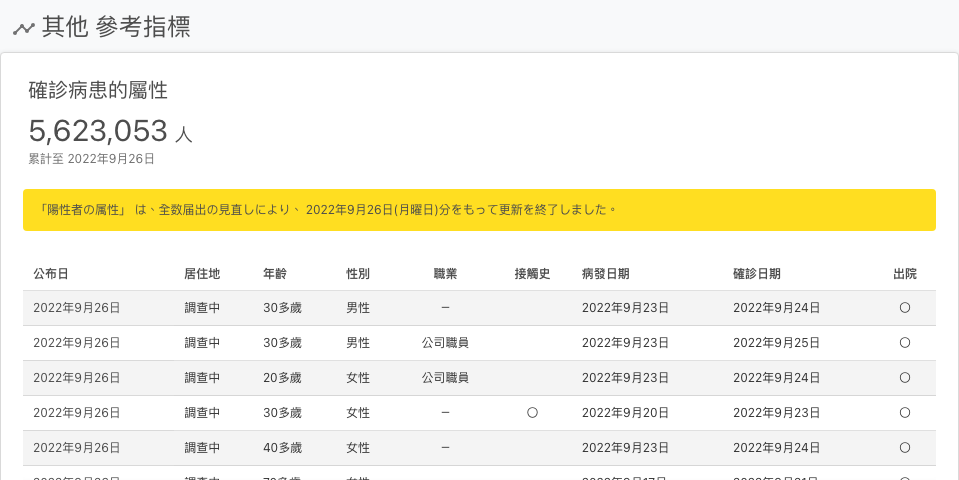 其他 參考指標
確診病患的屬性
5,623,053 人
累計至 2022年9月26日
「陽性者の属性」 は、全数届出の見直しにより、 2022年9月26日(月曜日)分をもって更新を終了しました。
公布日 居住地 年齡 性別 職業 接觸史 病發日期 確診日期 出院
2022年9月26日 調查中 30多歲 男性 － 2022年9月23日 2022年9月24日 〇
2022年9月26日 調查中 30多歲 男性 公司職員 2022年9月23日 2022年9月25日 〇
2022年9月26日 調查中 20多歲 女性 公司職員 2022年9月23日 2022年9月24日 〇
2022年9月26日 調查中 30多歲 女性 － 〇 2022年9月20日 2022年9月23日 〇
2022年9月26日 調查中 40多歲 女性 － 2022年9月23日 2022年9月24日 〇